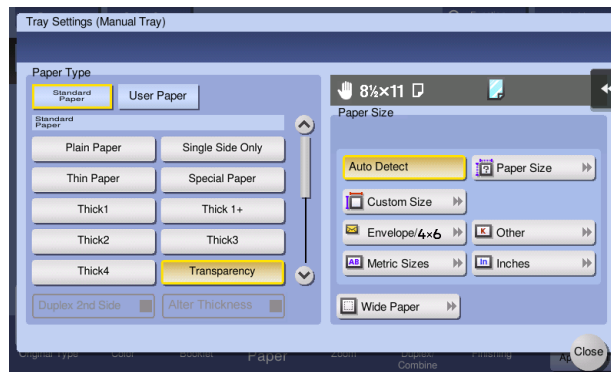 Tray Settings (Manual Tray)
Paper Type
Standard
Paper
User Paper
Standard
Paper
Plain Paper
Single Side Only
Thin Paper
Special Paper
Thick1
Thick 1+
Thick2
Thick3
Thick4
Transparency
Duplex 2nd Side
Alter Thickness
8½×11
Paper Size
Auto Detect
? Paper Size
Custom Size
Envelope/4×6
K Other
AB Metric Sizes
In Inches
Wide Paper
Close
Original Type
Color
Booklet
Paper
Zoom
Duplex/
Combine
Finishing